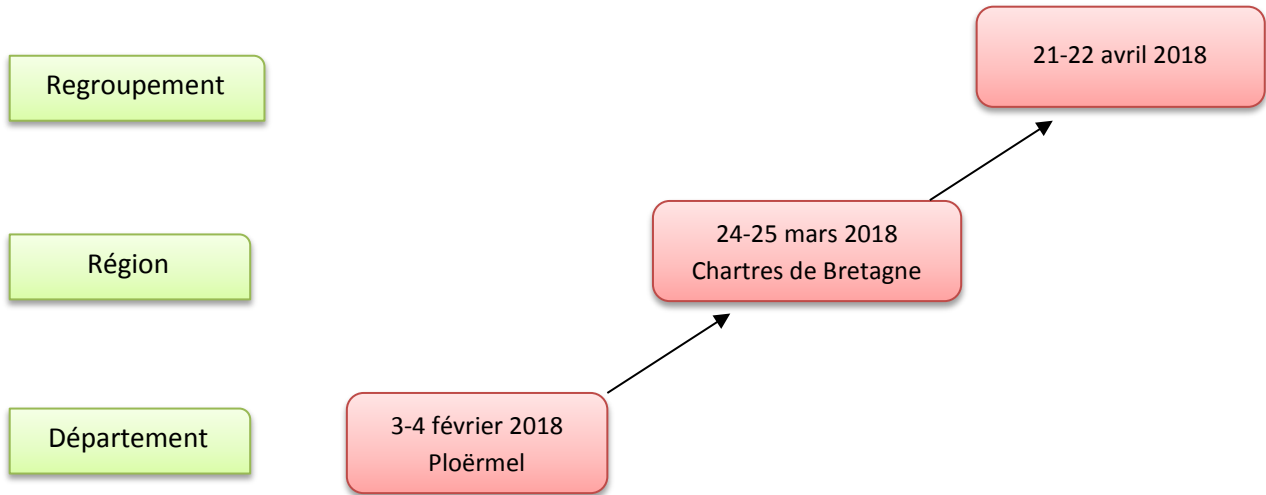 Regroupement
21-22 avril 2018
Région
24-25 mars 2018
Chartres de Bretagne
Département
3-4 février 2018
Ploërmel